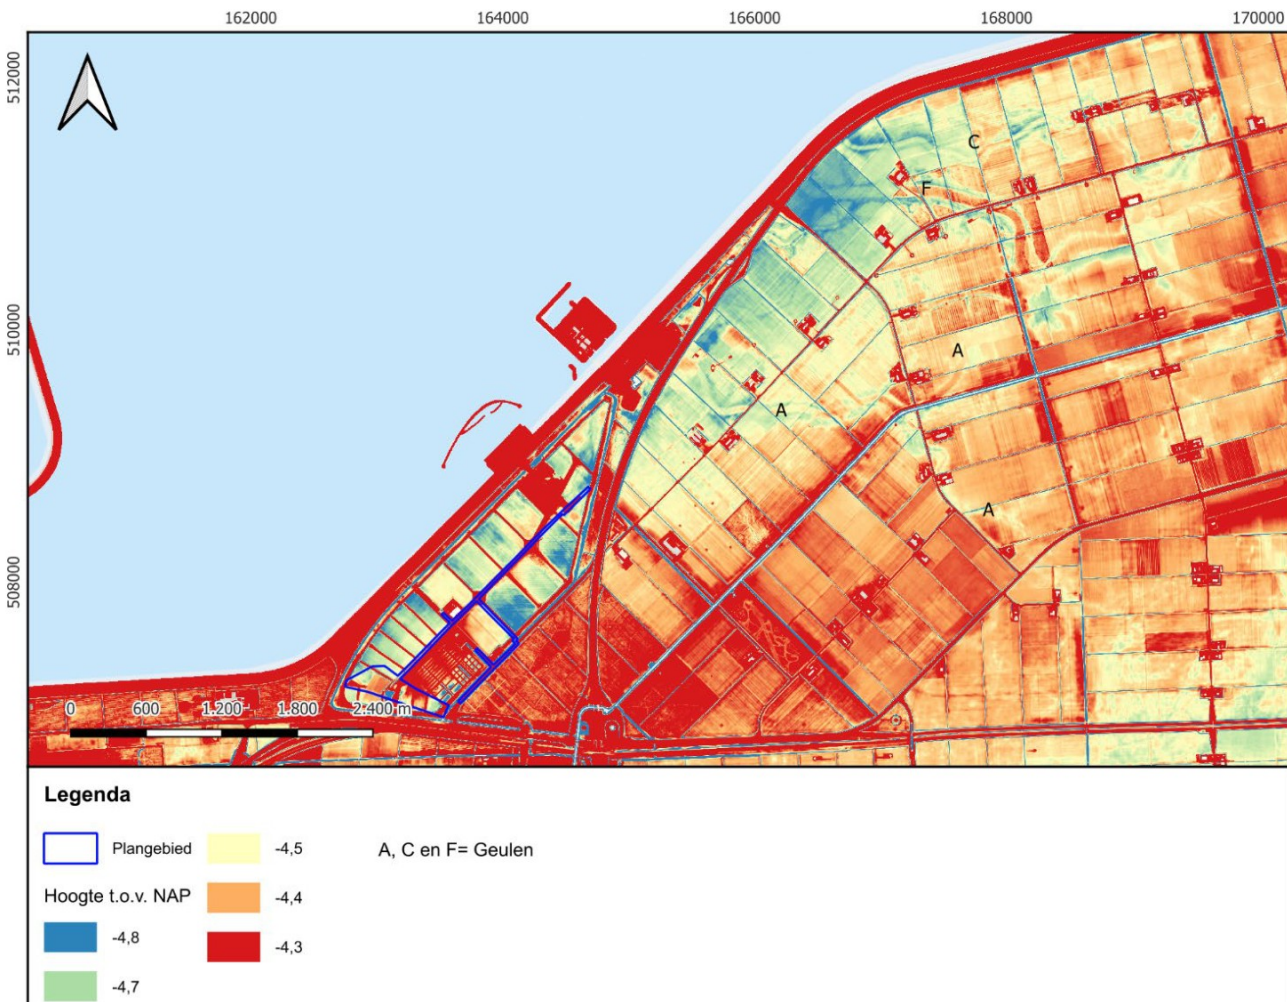 162000 164000 166000 168000 170000
512000
510000
508000
C
F
A
A
A
0 600 1.200 1.800 2.400 m
Legenda
Plangebied
Hoogte t.o.v. NAP
-4,8
-4,7
-4,5
-4,4
-4,3
A, C en F= Geulen